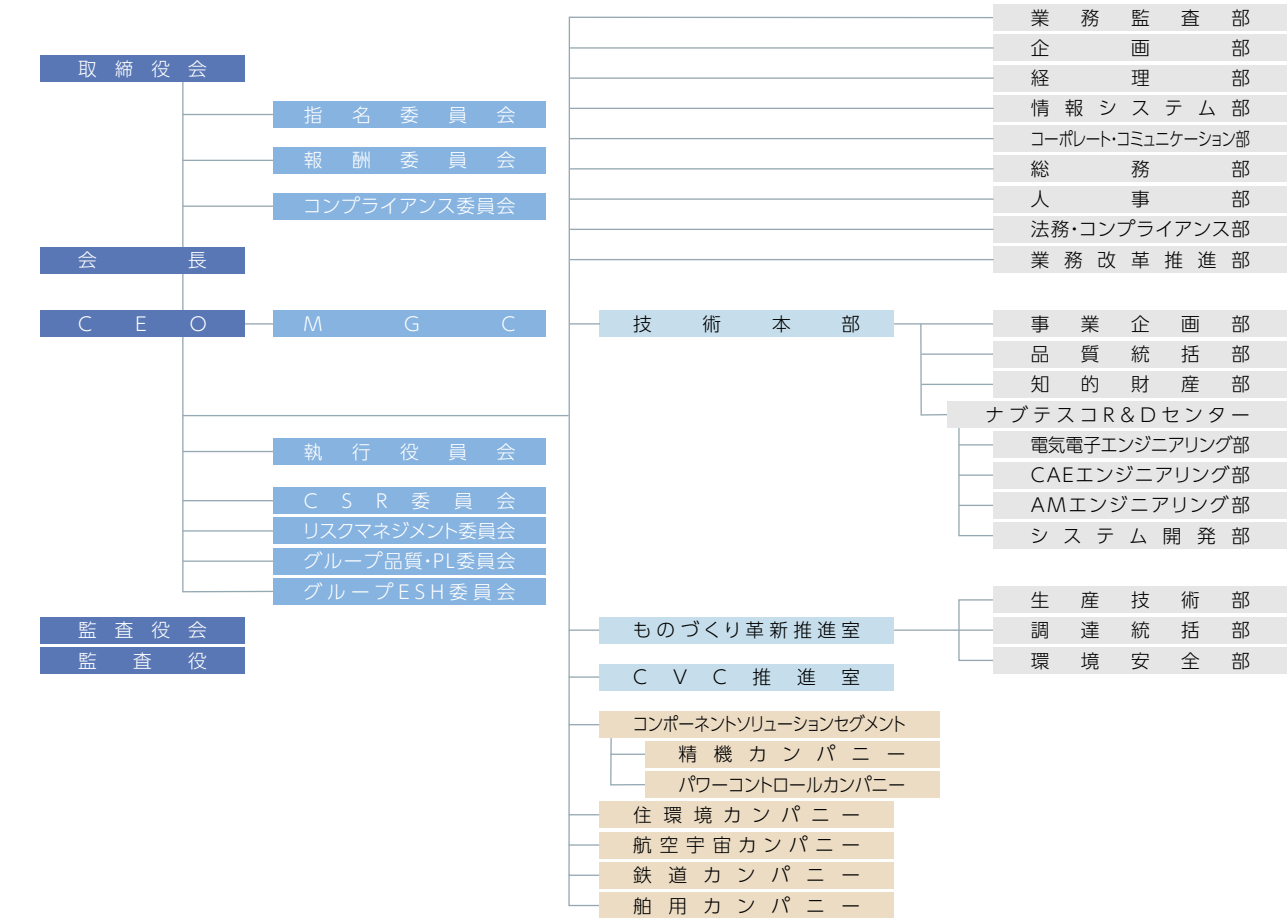 取締役会
指名委員会
報酬委員会
コンプライアンス委員会
会長
CEO
MGC
執行役員会
CSR委員会
リスクマネジメント委員会
グループ品質・PL委員会
グループESH委員会
監査役会
監査役
業務監査部
企画部
経理部
情報システム部
コーポレート・コミュニケーション部
総務部
人事部
法務・コンプライアンス部
業務改革推進部
技術本部
事業企画部
品質統括部
知的財産部
ナブテスコR&Dセンター
電気電子エンジニアリング部
CAEエンジニアリング部
AMエンジニアリング部
システム開発部
ものづくり革新推進室
生産技術部
調達統括部
環境安全部
CVC推進室
コンポーネントソリューションセグメント
精機カンパニー
パワーコントロールカンパニー
住環境カンパニー
航空宇宙カンパニー
鉄道カンパニー
舶用カンパニー